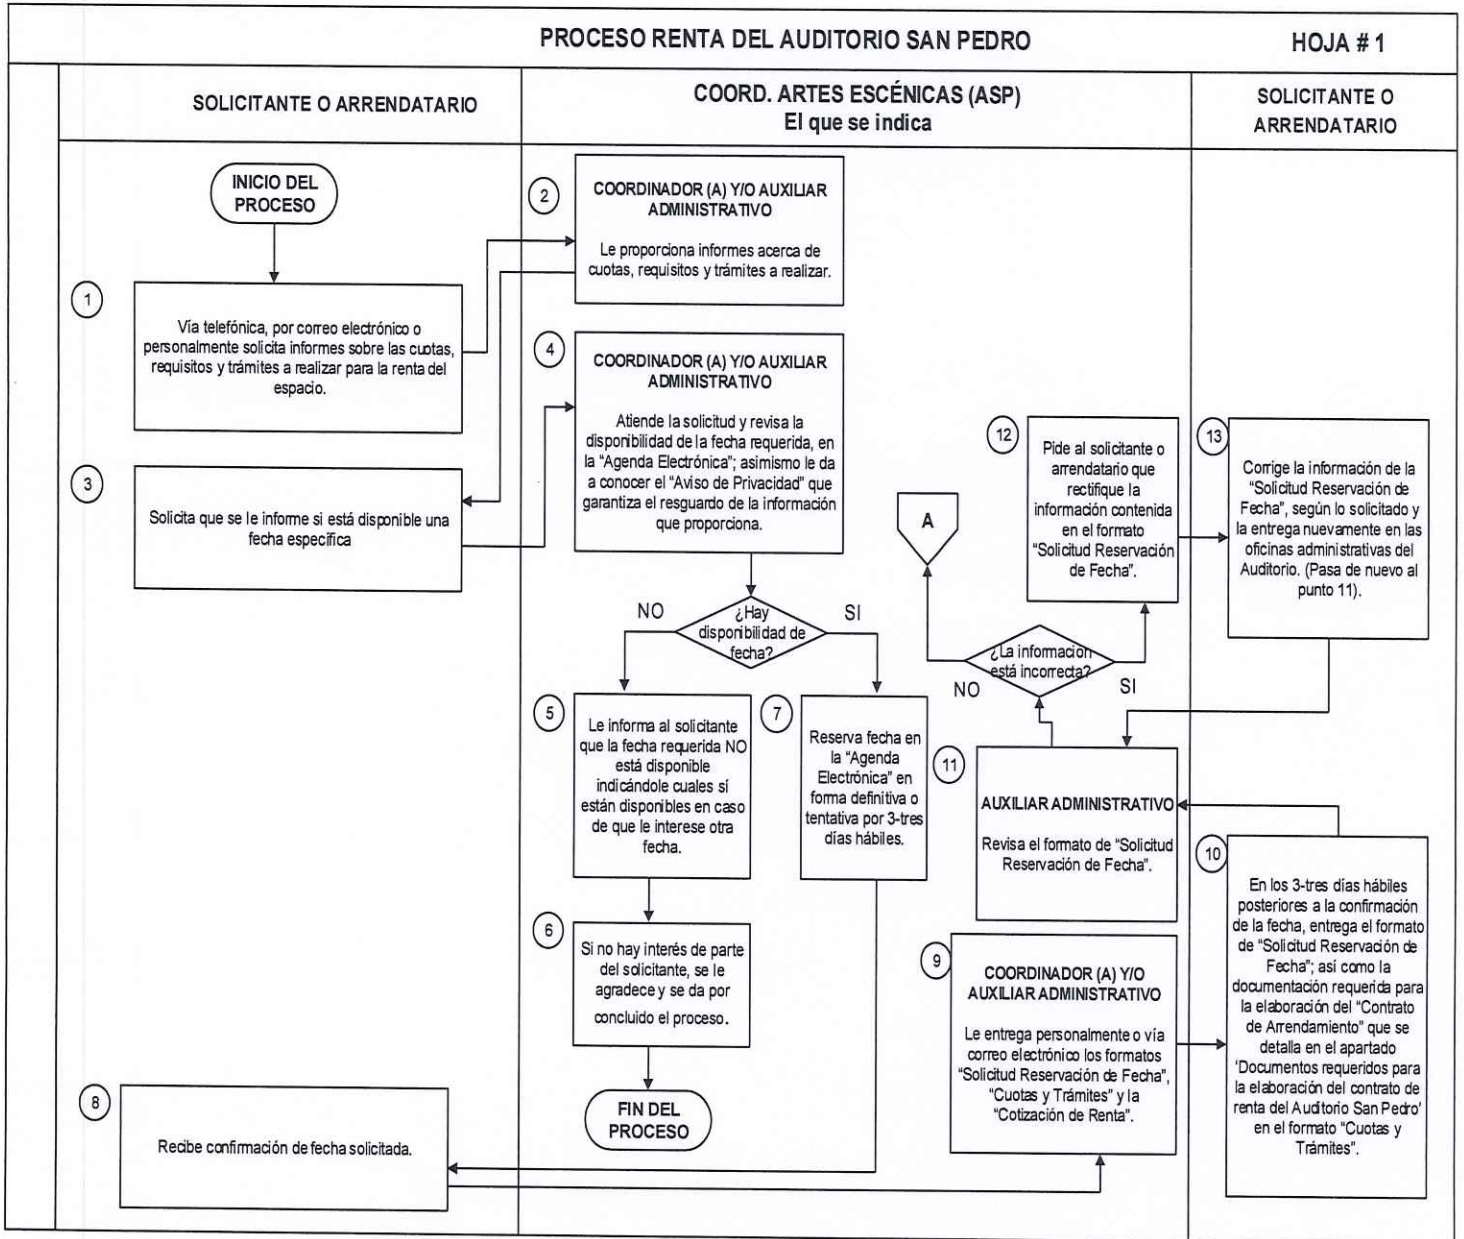 PROCESO RENTA DEL AUDITORIO SAN PEDRO
HOJA # 1
SOLICITANTE O ARRENDATARIO
COORD. ARTES ESCÉNICAS (ASP)
El que se indica
SOLICITANTE O
ARRENDATARIO
INICIO DEL
PROCESO
1
Vía telefónica, por correo electrónico o
personalmente solicita informes sobre las cuotas,
requisitos y trámites a realizar para la renta del
espacio.
2
COORDINADOR (A) Y/O AUXILIAR
ADMINISTRATIVO
Le proporciona informes acerca de
cuotas, requisitos y trámites a realizar.
3
Solicita que se le informe si está disponible una
fecha específica
4
COORDINADOR (A) Y/O AUXILIAR
ADMINISTRATIVO
Atiende la solicitud y revisa la
disponibilidad de la fecha requerida, en
la “Agenda Electrónica”; asimismo le da
a conocer el “Aviso de Privacidad” que
garantiza el resguardo de la información
que proporciona.
NO
¿Hay
disponibilidad de
fecha?
SI
5
Le informa al solicitante
que la fecha requerida NO
está disponible
indicándole cuales sí
están disponibles en caso
de que le interese otra
fecha.
6
Si no hay interés de parte
del solicitante, se le
agradece y se da por
concluido el proceso.
FIN DEL
PROCESO
7
Reserva fecha en
la “Agenda
Electrónica” en
forma definitiva o
tentativa por 3-tres
días hábiles.
8
Recibe confirmación de fecha solicitada.
9
COORDINADOR (A) Y/O
AUXILIAR ADMINISTRATIVO
Le entrega personalmente o vía
correo electrónico los formatos
“Solicitud Reservación de Fecha”,
“Cuotas y Trámites” y la
“Cotización de Renta”.
10
En los 3-tres días hábiles
posteriores a la confirmación
de la fecha, entrega el formato
de “Solicitud Reservación de
Fecha”; así como la
documentación requerida para
la elaboración del “Contrato
de Arrendamiento” que se
detalla en el apartado
‘Documentos requeridos para
la elaboración del contrato de
renta del Auditorio San Pedro’
en el formato “Cuotas y
Trámites”.
11
AUXILIAR ADMINISTRATIVO
Revisa el formato de “Solicitud
Reservación de Fecha”.
¿La información
está incorrecta?
NO
SI
A
12
Pide al solicitante o
arrendatario que
rectifique la
información contenida
en el formato
“Solicitud Reservación
de Fecha”.
13
Corrige la información de la
“Solicitud Reservación de
Fecha”, según lo solicitado y
la entrega nuevamente en las
oficinas administrativas del
Auditorio. (Pasa de nuevo al
punto 11).